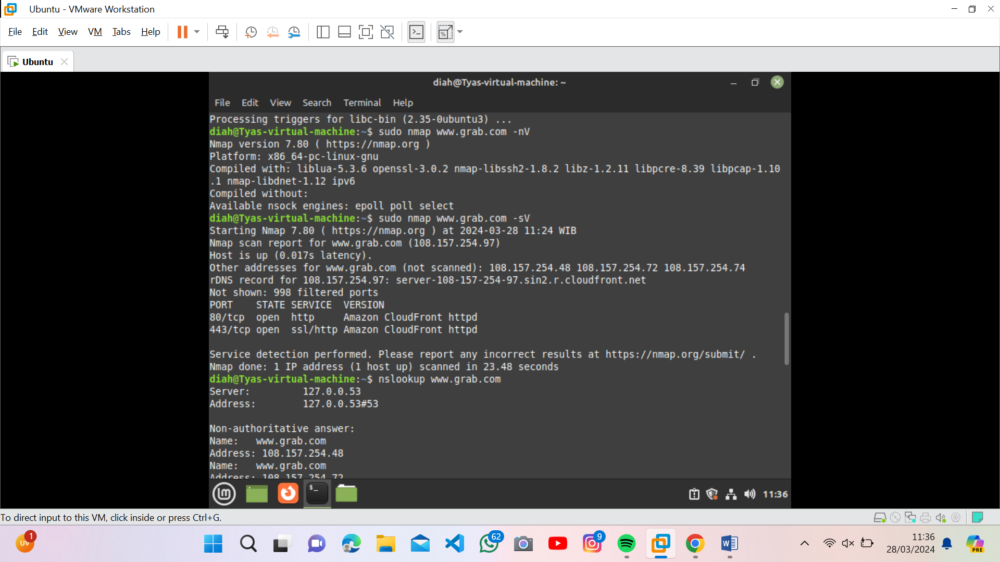 Ubuntu - VMware Workstation
File Edit View VM Tabs Help
Ubuntu
diah@Tyas-virtual-machine: ~
File Edit View Search Terminal Help
Processing triggers for libc-bin (2.35-0ubuntu3) ...
diah@Tyas-virtual-machine:~$ sudo nmap www.grab.com -nV
Nmap version 7.80 ( https://nmap.org )
Platform: x86_64-pc-linux-gnu
Compiled with: liblua-5.3.6 openssl-3.0.2 nmap-libssh2-1.8.2 libz-1.2.11 libpcre-8.39 libpcap-1.10
.1 nmap-libdnet-1.12 ipv6
Compiled without:
Available nsock engines: epoll poll select
diah@Tyas-virtual-machine:~$ sudo nmap www.grab.com -sV
Starting Nmap 7.80 ( https://nmap.org ) at 2024-03-28 11:24 WIB
Nmap scan report for www.grab.com (108.157.254.97)
Host is up (0.017s latency).
Other addresses for www.grab.com (not scanned): 108.157.254.48 108.157.254.72 108.157.254.74
rDNS record for 108.157.254.97: server-108-157-254-97.sin2.r.cloudfront.net
Not shown: 998 filtered ports
PORT    STATE SERVICE  VERSION
80/tcp  open  http     Amazon CloudFront httpd
443/tcp open  ssl/http Amazon CloudFront httpd
Service detection performed. Please report any incorrect results at https://nmap.org/submit/ .
Nmap done: 1 IP address (1 host up) scanned in 23.48 seconds
diah@Tyas-virtual-machine:~$ nslookup www.grab.com
Server:         127.0.0.53
Address:        127.0.0.53#53
Non-authoritative answer:
Name:   www.grab.com
Address: 108.157.254.48
Name:   www.grab.com
Address: 108.157.254.72
11:36
To direct input to this VM, click inside or press Ctrl+G.
UV 1
62
9
W
11:36
28/03/2024
PRE